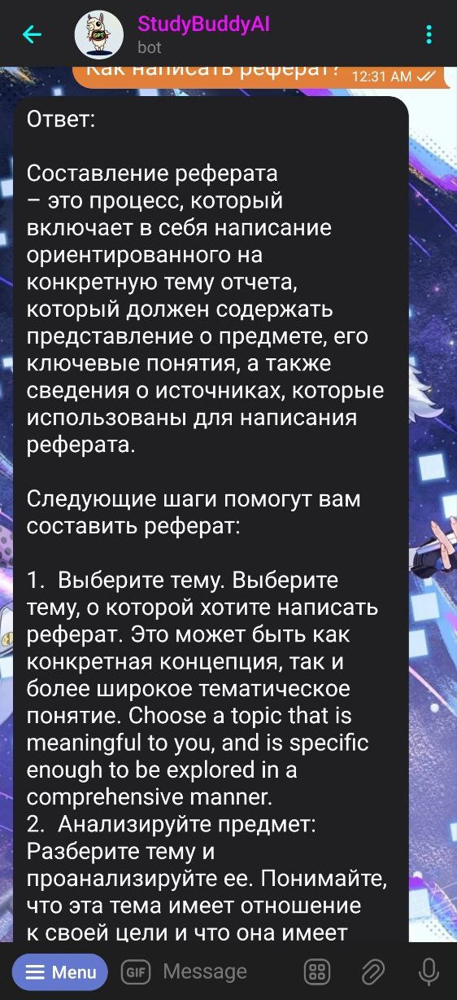 StudyBuddyAI
bot
GPT
Как написать реферат?
12:31 AM
Ответ:
Составление реферата
– это процесс, который
включает в себя написание
ориентированного на
конкретную тему отчета,
который должен содержать
представление о предмете, его
ключевые понятия, а также
сведения о источниках, которые
использованы для написания
реферата.
Следующие шаги помогут вам
составить реферат:
1. Выберите тему. Выберите
тему, о которой хотите написать
реферат. Это может быть как
конкретная концепция, так и
более широкое тематическое
понятие. Choose a topic that is
meaningful to you, and is specific
enough to be explored in a
comprehensive manner.
2. Анализируйте предмет:
Разберите тему и
проанализируйте ее. Понимайте,
что эта тема имеет отношение
к своей цели и что она имеет
Menu
GIF
Message